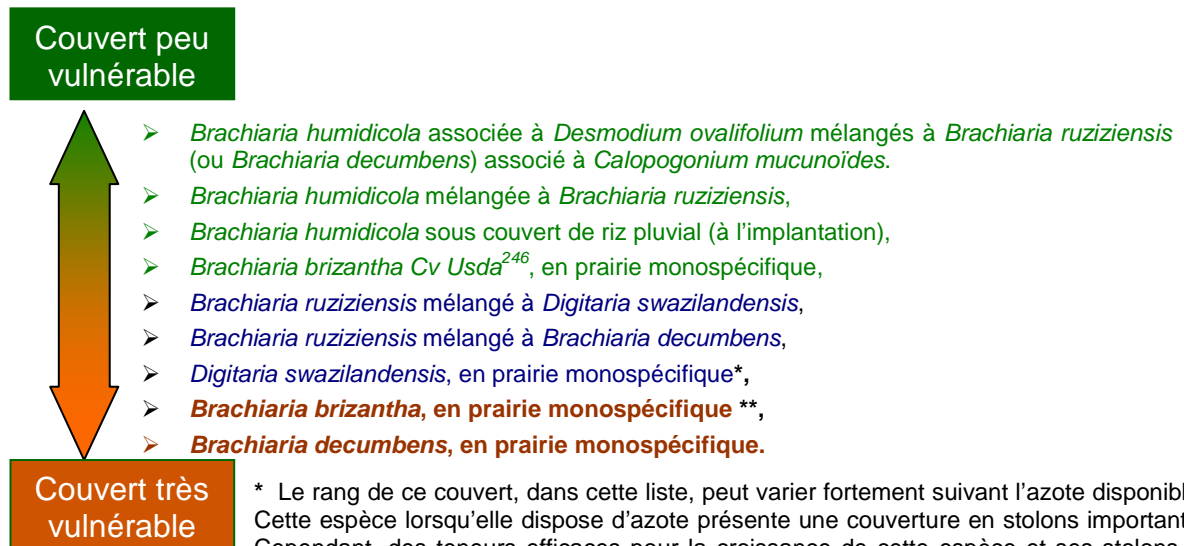 Couvert peu
vulnérable
➢ Brachiaria humidicola associée à Desmodium ovalifolium mélangés à Brachiaria ruziziensis
(ou Brachiaria decumbens) associé à Calopogonium mucunoïdes.
➢ Brachiaria humidicola mélangée à Brachiaria ruziziensis,
➢ Brachiaria humidicola sous couvert de riz pluvial (à l'implantation),
➢ Brachiaria brizantha Cv Usda246, en prairie monospécifique,
➢ Brachiaria ruziziensis mélangé à Digitaria swazilandensis,
➢ Brachiaria ruziziensis mélangé à Brachiaria decumbens,
➢ Digitaria swazilandensis, en prairie monospécifique*,
➢ Brachiaria brizantha, en prairie monospécifique **,
➢ Brachiaria decumbens, en prairie monospécifique.
Couvert très
vulnérable
* Le rang de ce couvert, dans cette liste, peut varier fortement suivant l'azote disponibl
Cette espèce lorsqu'elle dispose d'azote présente une couverture en stolons important